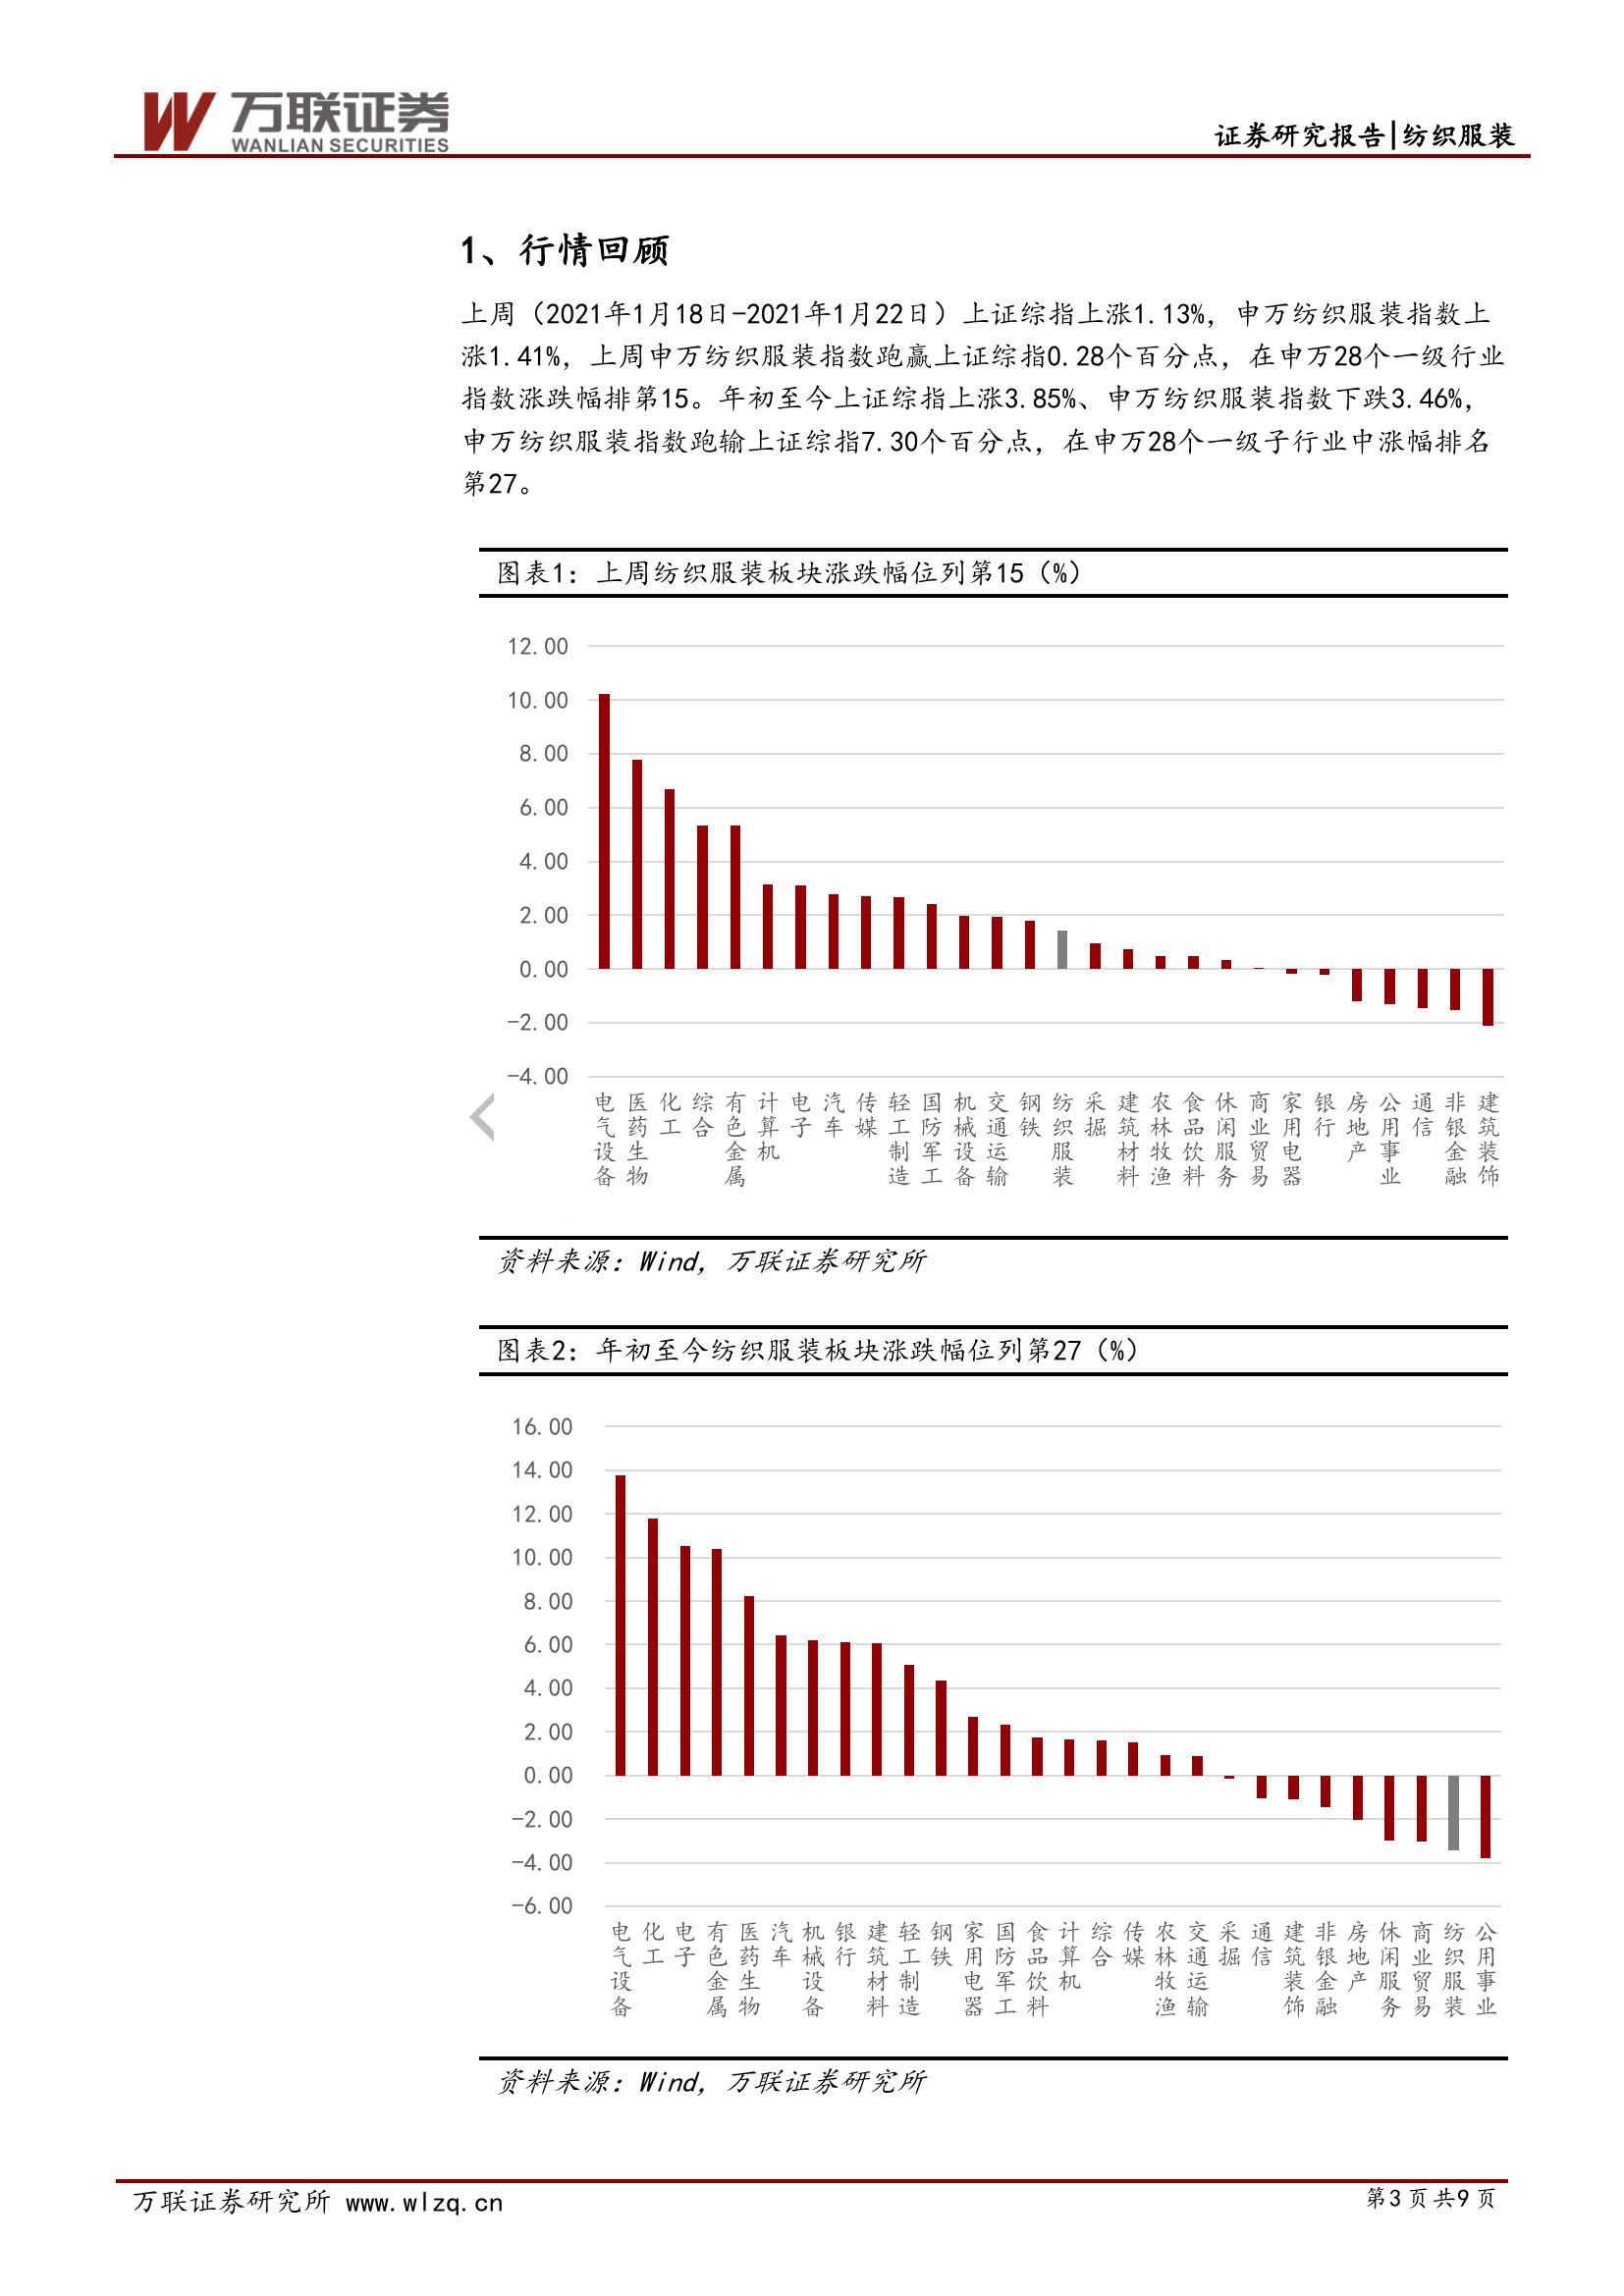 万联证券
WANLIAN SECURITIES
证券研究报告|纺织服装
1、行情回顾
上周（2021年1月18日-2021年1月22日）上证综指上涨1.13%，申万纺织服装指数上
涨1.41%，上周申万纺织服装指数跑赢上证综指0.28个百分点，在申万28个一级行业
指数涨跌幅排第15。年初至今上证综指上涨3.85%、申万纺织服装指数下跌3.46%，
申万纺织服装指数跑输上证综指7.30个百分点，在申万28个一级子行业中涨幅排名
第27。
图表1：上周纺织服装板块涨跌幅位列第15（%）
12.00
10.00
8.00
6.00
4.00
2.00
0.00
-2.00
-4.00
电气设备
医药生物
化工
综合
有色金属
计算机
电子
汽车
传媒
轻工制造
国防军工
机械设备
交通运输
钢铁
纺织服装
采掘
建筑材料
农林牧渔
食品饮料
休闲服务
商业贸易
家用电器
银行
房地产
公用事业
通信
非银金融
建筑装饰
资料来源：Wind，万联证券研究所
图表2：年初至今纺织服装板块涨跌幅位列第27（%）
16.00
14.00
12.00
10.00
8.00
6.00
4.00
2.00
0.00
-2.00
-4.00
-6.00
电气设备
化工
电子
有色金属
医药生物
汽车
机械设备
银行
建筑材料
轻工制造
钢铁
家用电器
国防军工
食品饮料
计算机
综合
传媒
农林牧渔
交通运输
采掘
通信
建筑装饰
非银金融
房地产
休闲服务
商业贸易
纺织服装
公用事业
资料来源：Wind，万联证券研究所
万联证券研究所 www.wlzq.cn
第3页共9页